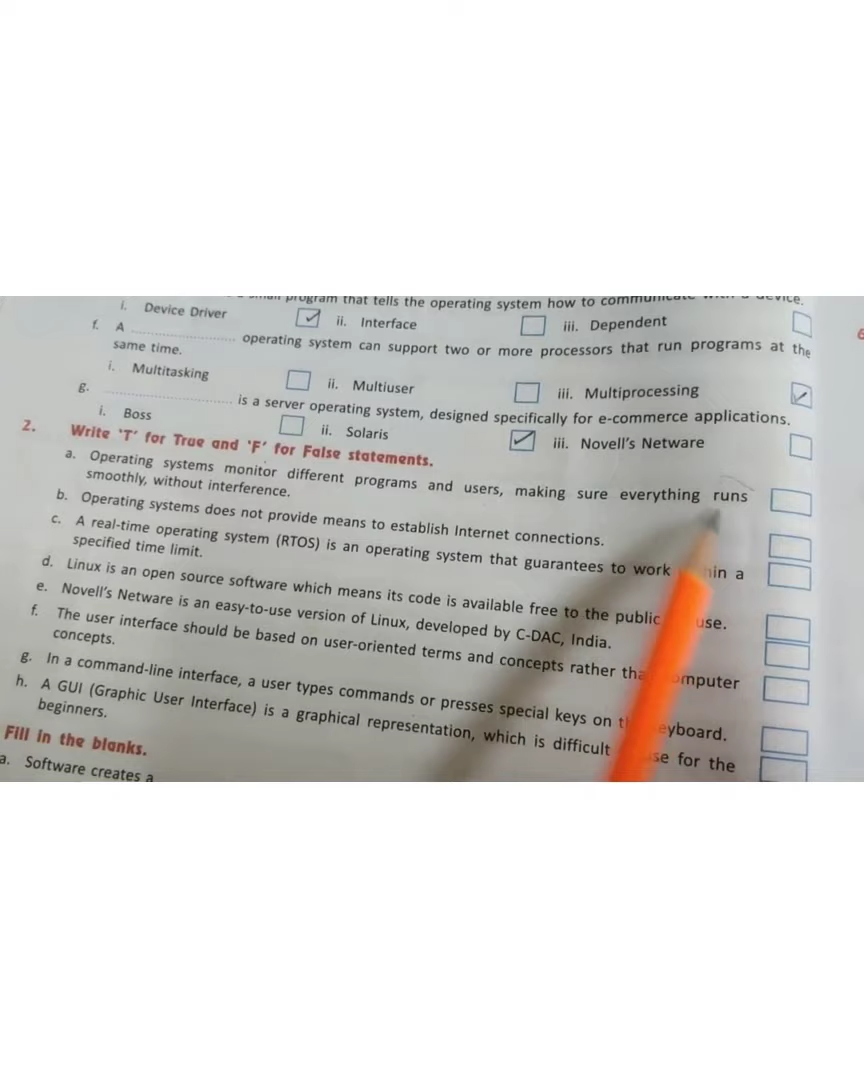 program that tells the operating system how to communicate with a device.
i. Device Driver ii. Interface iii. Dependent
f. A .......................... operating system can support two or more processors that run programs at the
same time.
i. Multitasking ii. Multiuser iii. Multiprocessing
g. ................................ is a server operating system, designed specifically for e-commerce applications.
i. Boss ii. Solaris iii. Novell's Netware
2. Write 'T' for True and 'F' for False statements.
a. Operating systems monitor different programs and users, making sure everything runs
smoothly, without interference.
b. Operating systems does not provide means to establish Internet connections.
c. A real-time operating system (RTOS) is an operating system that guarantees to work in a
specified time limit.
d. Linux is an open source software which means its code is available free to the public use.
e. Novell's Netware is an easy-to-use version of Linux, developed by C-DAC, India.
f. The user interface should be based on user-oriented terms and concepts rather
concepts.
g. In a command-line interface, a user types commands or presses special keys on
h. A GUI (Graphic User Interface) is a graphical representation, which is difficult for the
beginners.
Fill in the blanks.
a. Software creates a